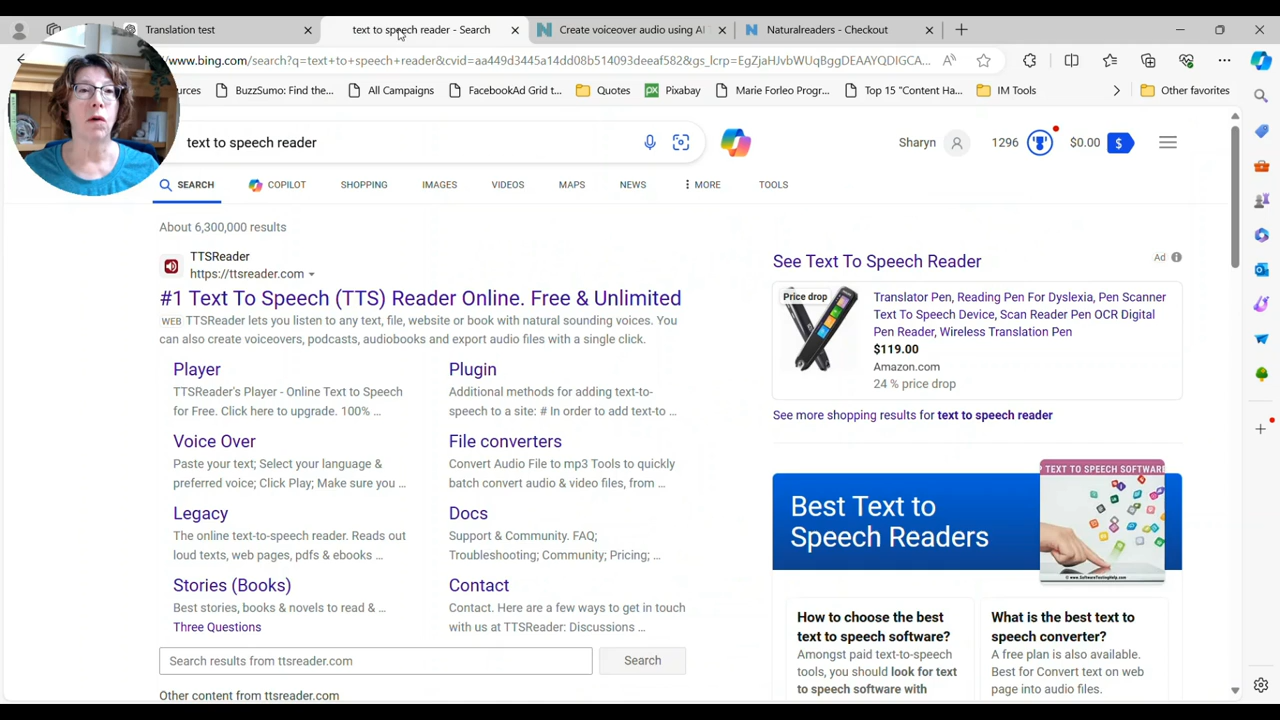 Translation test
text to speech reader - Search
Create voiceover audio using AI
Naturalreaders - Checkout
www.bing.com/search?q=text+to+speech+reader&cvid=aa449d3445a14dd08b514093deeaf582&gs_lcrp=EgZjaHJvbWUqBggDEAAYQDIGCA...
BuzzSumo: Find the...
All Campaigns
FacebookAd Grid t...
Quotes
Pixabay
Marie Forleo Progr...
Top 15 "Content Ha...
IM Tools
Other favorites
text to speech reader
Sharyn
1296
$0.00
SEARCH
COPILOT
SHOPPING
IMAGES
VIDEOS
MAPS
NEWS
MORE
TOOLS
About 6,300,000 results
TTSReader
https://ttsreader.com
#1 Text To Speech (TTS) Reader Online. Free & Unlimited
WEB TTSReader lets you listen to any text, file, website or book with natural sounding voices. You
can also create voiceovers, podcasts, audiobooks and export audio files with a single click.
Player
TTSReader's Player - Online Text to Speech
for Free. Click here to upgrade. 100% ...
Plugin
Additional methods for adding text-to-
speech to a site: # In order to add text-to ...
Voice Over
Paste your text; Select your language &
preferred voice; Click Play; Make sure you ...
File converters
Convert Audio File to mp3 Tools to quickly
batch convert audio & video files, from ...
Legacy
The online text-to-speech reader. Reads out
loud texts, web pages, pdfs & ebooks ...
Docs
Support & Community. FAQ;
Troubleshooting; Community; Pricing; ...
Stories (Books)
Best stories, books & novels to read & ...
Three Questions
Contact
Contact. Here are a few ways to get in touch
with us at TTSReader: Discussions ...
Search results from ttsreader.com
Search
Other content from ttsreader.com
See Text To Speech Reader
Ad
Price drop
Translator Pen, Reading Pen For Dyslexia, Pen Scanner
Text To Speech Device, Scan Reader Pen OCR Digital
Pen Reader, Wireless Translation Pen
$119.00
Amazon.com
24 % price drop
See more shopping results for text to speech reader
Best Text to
Speech Readers
TEXT TO SPEECH SOFTWAR
© www.SoftwareTestingHelp.com
How to choose the best
text to speech software?
Amongst paid text-to-speech
tools, you should look for text
to speech software with
What is the best text to
speech converter?
A free plan is also available.
Best for Convert text on web
page into audio files.